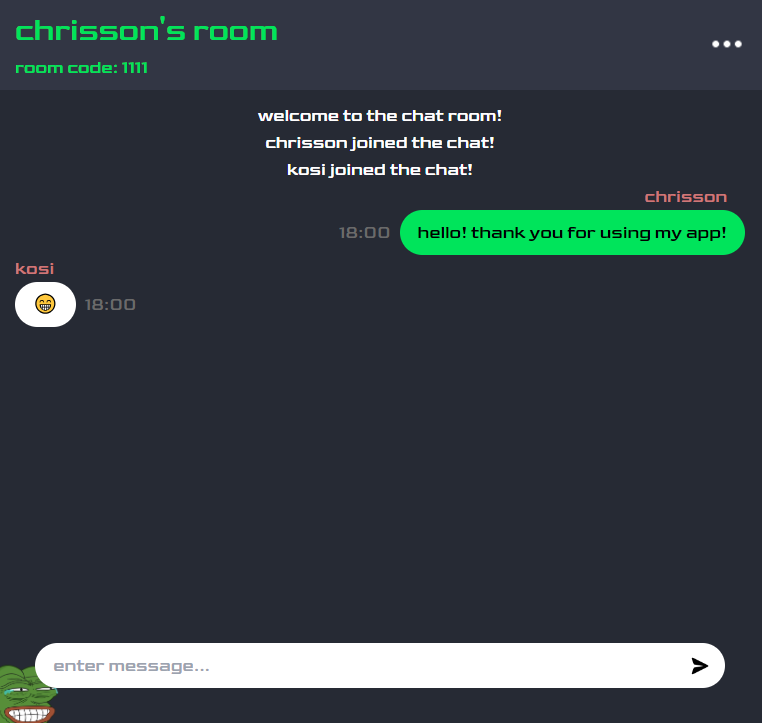 chrisson's room
room code: 1111
welcome to the chat room!
chrisson joined the chat!
kosi joined the chat!
chrisson
18:00 hello! thank you for using my app!
kosi
😁 18:00
enter message...